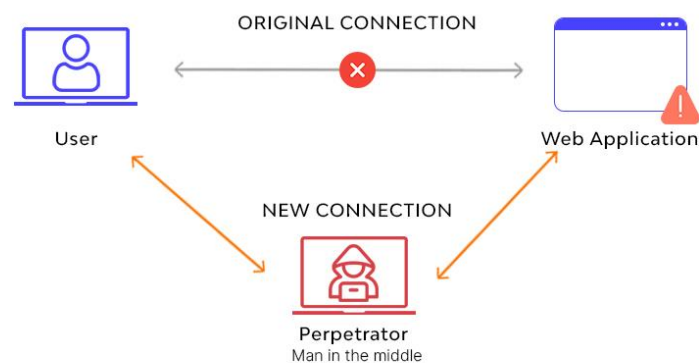 ORIGINAL CONNECTION
User
Web Application
NEW CONNECTION
Perpetrator
Man in the middle